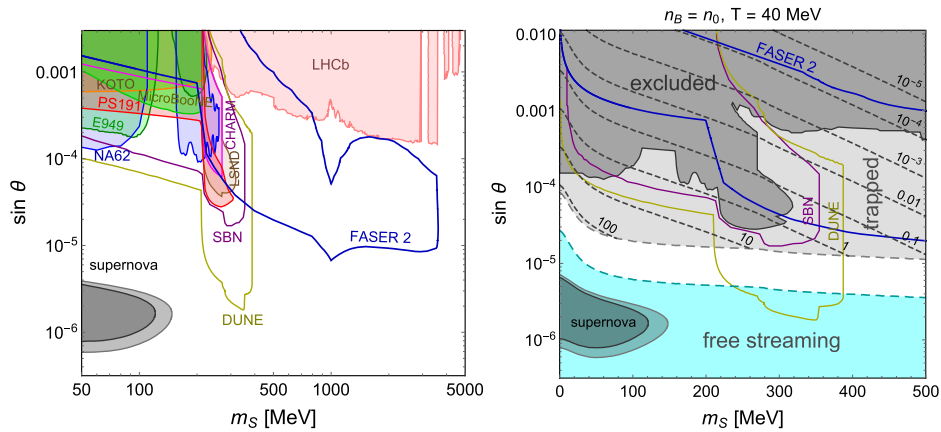 0.001
10⁻⁴
10⁻⁵
10⁻⁶
sin θ
KOTO
MicroBooNE
PS191
E949
NA62
CHARM
LSND
SBN
DUNE
LHCb
FASER 2
supernova
50
100
500
1000
5000
m_S [MeV]
n_B = n_0, T = 40 MeV
0.010
0.001
10⁻⁴
10⁻⁵
10⁻⁶
sin θ
FASER 2
excluded
10⁻⁵
10⁻⁴
10⁻³
0.01
0.1
1
10
100
trapped
SBN
DUNE
supernova
free streaming
0
100
200
300
400
500
m_S [MeV]